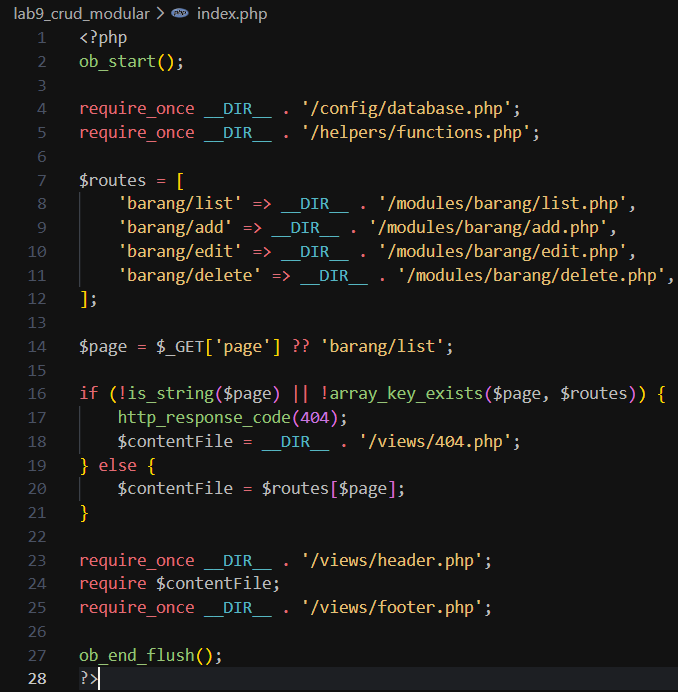 lab9_crud_modular > php index.php
1 <?php
2 ob_start();
3
4 require_once __DIR__ . '/config/database.php';
5 require_once __DIR__ . '/helpers/functions.php';
6
7 $routes = [
8     'barang/list' => __DIR__ . '/modules/barang/list.php',
9     'barang/add' => __DIR__ . '/modules/barang/add.php',
10     'barang/edit' => __DIR__ . '/modules/barang/edit.php',
11     'barang/delete' => __DIR__ . '/modules/barang/delete.php',
12 ];
13
14 $page = $_GET['page'] ?? 'barang/list';
15
16 if (!is_string($page) || !array_key_exists($page, $routes)) {
17     http_response_code(404);
18     $contentFile = __DIR__ . '/views/404.php';
19 } else {
20     $contentFile = $routes[$page];
21 }
22
23 require_once __DIR__ . '/views/header.php';
24 require $contentFile;
25 require_once __DIR__ . '/views/footer.php';
26
27 ob_end_flush();
28 ?>